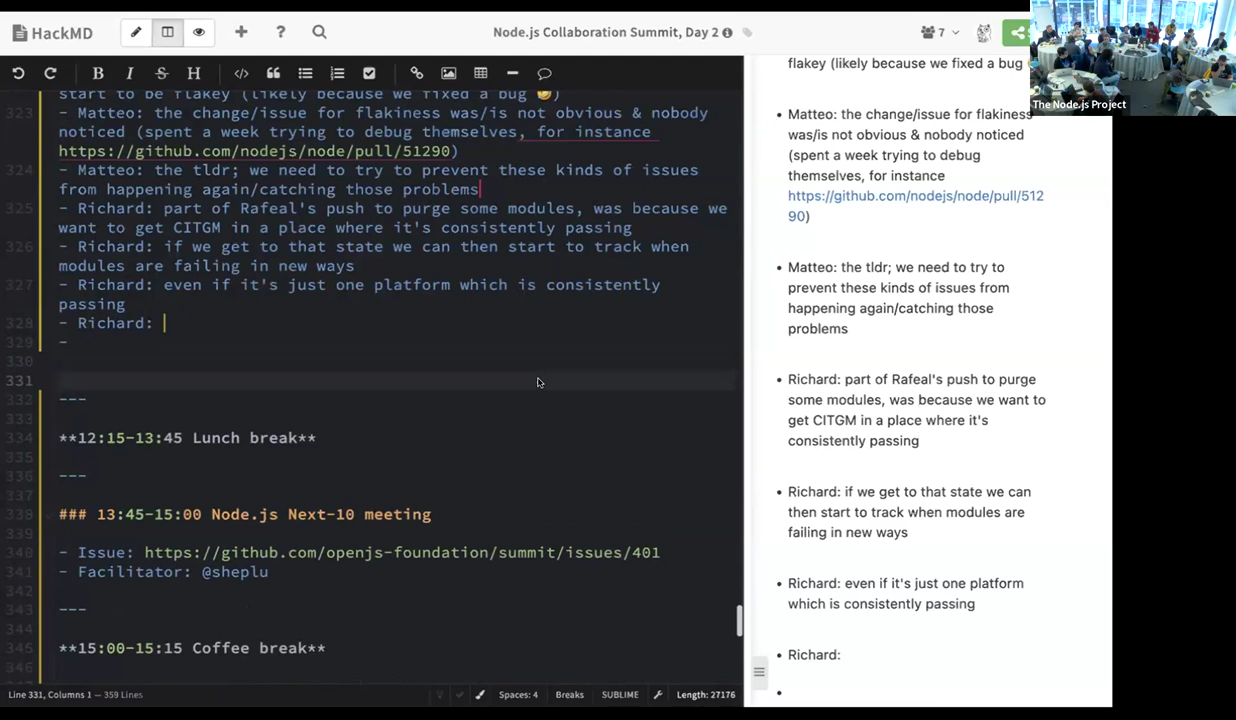 HackMD
Node.js Collaboration Summit, Day 2
7
The Node.js Project
B I S H
start to be flakey (likely because we fixed a bug 😕)
323 - Matteo: the change/issue for flakiness was/is not obvious & nobody
noticed (spent a week trying to debug themselves, for instance
https://github.com/nodejs/node/pull/51290)
324 - Matteo: the tldr; we need to try to prevent these kinds of issues
from happening again/catching those problems
325 - Richard: part of Rafeal's push to purge some modules, was because we
want to get CITGM in a place where it's consistently passing
326 - Richard: if we get to that state we can then start to track when
modules are failing in new ways
327 - Richard: even if it's just one platform which is consistently
passing
328 - Richard:
329 -
330
331
332 ---
333
334 **12:15-13:45 Lunch break**
335
336 ---
337
338 ### 13:45-15:00 Node.js Next-10 meeting
339
340 - Issue: https://github.com/openjs-foundation/summit/issues/401
341 - Facilitator: @sheplu
342
343 ---
344
345 **15:00-15:15 Coffee break**
346
flakey (likely because we fixed a bug
• Matteo: the change/issue for flakiness
was/is not obvious & nobody noticed
(spent a week trying to debug
themselves, for instance
https://github.com/nodejs/node/pull/512
90)
• Matteo: the tldr; we need to try to
prevent these kinds of issues from
happening again/catching those
problems
• Richard: part of Rafeal's push to purge
some modules, was because we want to
get CITGM in a place where it's
consistently passing
• Richard: if we get to that state we can
then start to track when modules are
failing in new ways
• Richard: even if it's just one platform
which is consistently passing
• Richard:
•
Line 331, Columns 1 — 359 Lines
Spaces: 4
Breaks
SUBLIME
Length: 27176